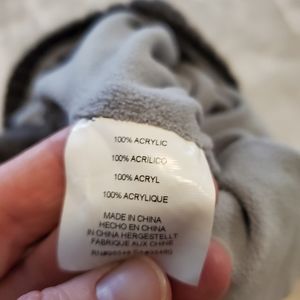 100% ACRYLIC
100% ACRILICO
100% ACRYL
100% ACRYLIQUE
MADE IN CHINA
HECHO EN CHINA
IN CHINA HERGESTELLT
FABRIQUE AUX CHINE